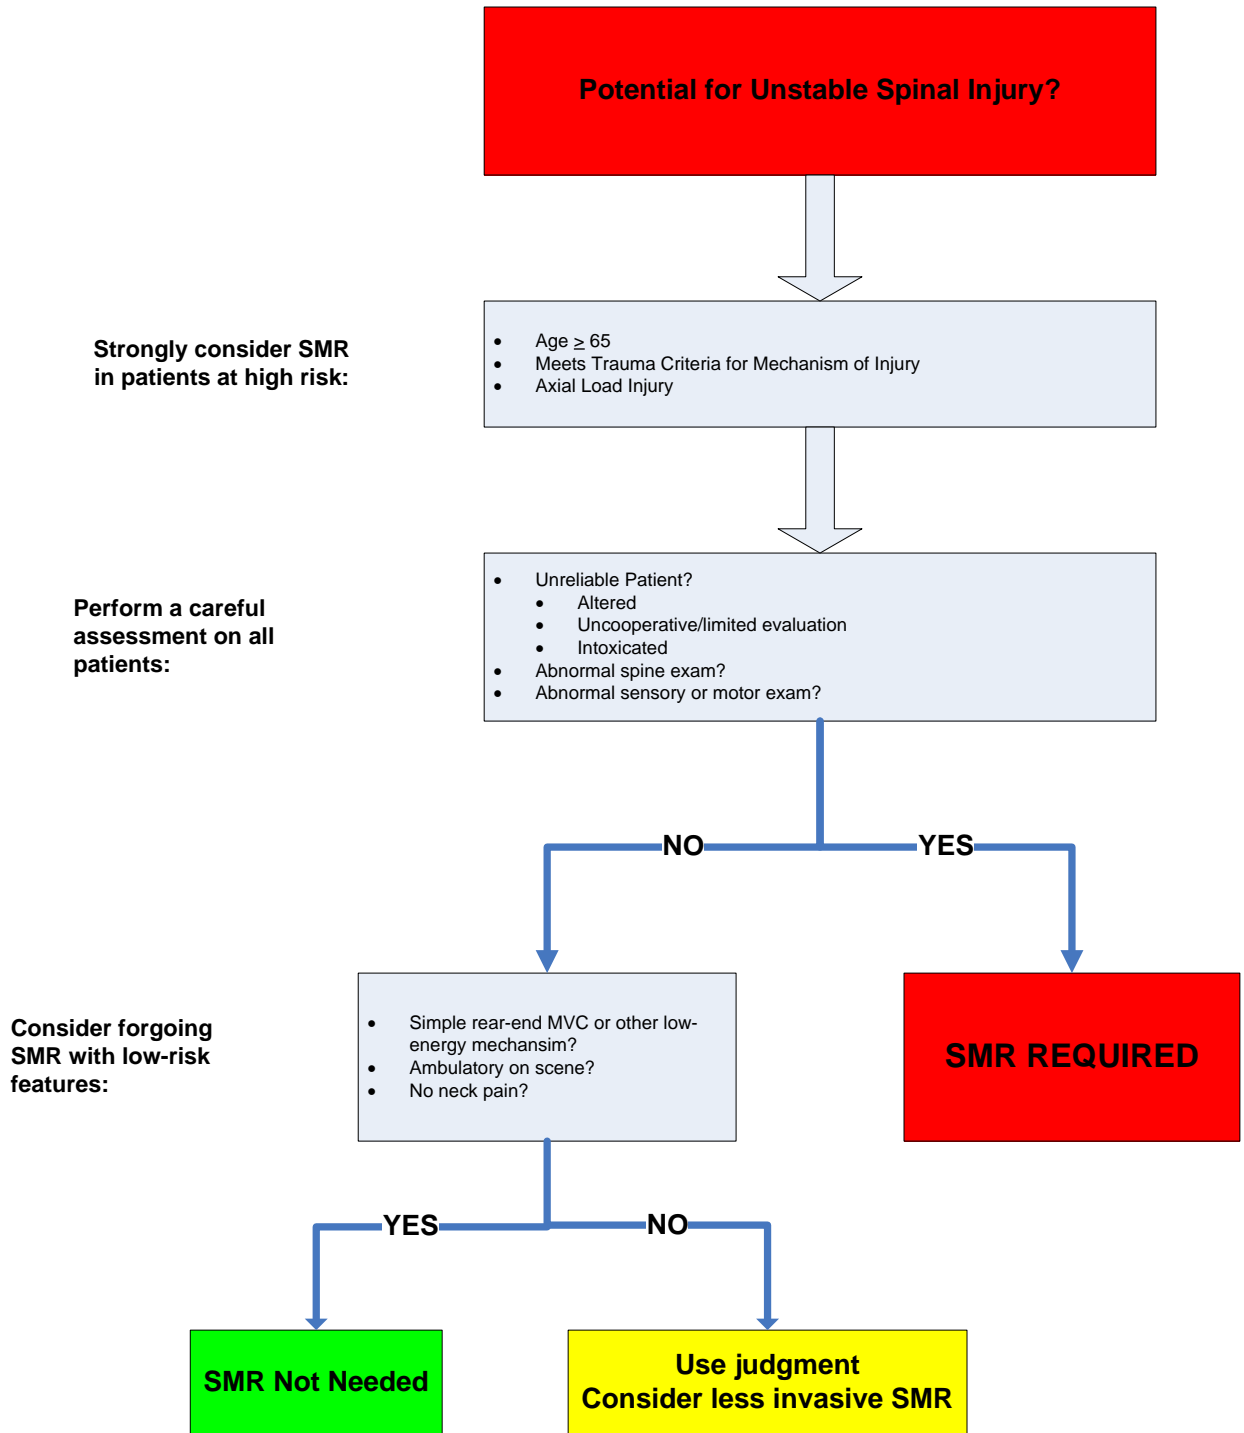 Potential for Unstable Spinal Injury?
Strongly consider SMR
in patients at high risk:
• Age ≥ 65
• Meets Trauma Criteria for Mechanism of Injury
• Axial Load Injury
Perform a careful
assessment on all
patients:
• Unreliable Patient?
• Altered
• Uncooperative/limited evaluation
• Intoxicated
• Abnormal spine exam?
• Abnormal sensory or motor exam?
NO
YES
Consider forgoing
SMR with low-risk
features:
• Simple rear-end MVC or other low-
energy mechansim?
• Ambulatory on scene?
• No neck pain?
SMR REQUIRED
YES
NO
SMR Not Needed
Use judgment
Consider less invasive SMR